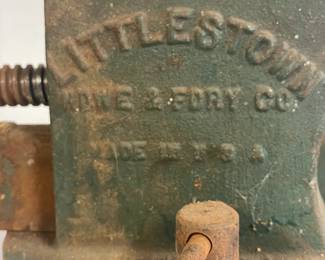 LITTLESTOWN
HDWE & FDRY CO
MADE IN U S A